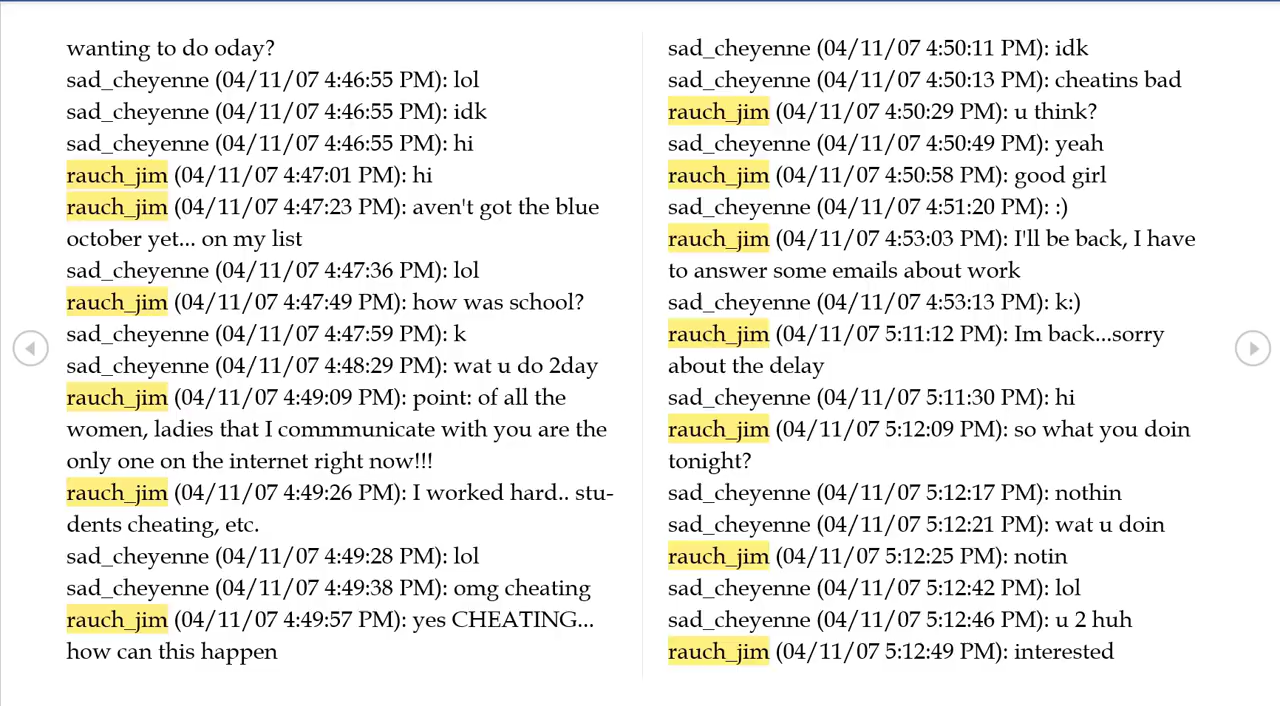 wanting to do oday?
sad_cheyenne (04/11/07 4:46:55 PM): lol
sad_cheyenne (04/11/07 4:46:55 PM): idk
sad_cheyenne (04/11/07 4:46:55 PM): hi
rauch_jim (04/11/07 4:47:01 PM): hi
rauch_jim (04/11/07 4:47:23 PM): aven't got the blue
october yet... on my list
sad_cheyenne (04/11/07 4:47:36 PM): lol
rauch_jim (04/11/07 4:47:49 PM): how was school?
sad_cheyenne (04/11/07 4:47:59 PM): k
sad_cheyenne (04/11/07 4:48:29 PM): wat u do 2day
rauch_jim (04/11/07 4:49:09 PM): point: of all the
women, ladies that I commmunicate with you are the
only one on the internet right now!!!
rauch_jim (04/11/07 4:49:26 PM): I worked hard.. stu-
dents cheating, etc.
sad_cheyenne (04/11/07 4:49:28 PM): lol
sad_cheyenne (04/11/07 4:49:38 PM): omg cheating
rauch_jim (04/11/07 4:49:57 PM): yes CHEATING...
how can this happen
sad_cheyenne (04/11/07 4:50:11 PM): idk
sad_cheyenne (04/11/07 4:50:13 PM): cheatins bad
rauch_jim (04/11/07 4:50:29 PM): u think?
sad_cheyenne (04/11/07 4:50:49 PM): yeah
rauch_jim (04/11/07 4:50:58 PM): good girl
sad_cheyenne (04/11/07 4:51:20 PM): :)
rauch_jim (04/11/07 4:53:03 PM): I'll be back, I have
to answer some emails about work
sad_cheyenne (04/11/07 4:53:13 PM): k:)
rauch_jim (04/11/07 5:11:12 PM): Im back...sorry
about the delay
sad_cheyenne (04/11/07 5:11:30 PM): hi
rauch_jim (04/11/07 5:12:09 PM): so what you doin
tonight?
sad_cheyenne (04/11/07 5:12:17 PM): nothin
sad_cheyenne (04/11/07 5:12:21 PM): wat u doin
rauch_jim (04/11/07 5:12:25 PM): notin
sad_cheyenne (04/11/07 5:12:42 PM): lol
sad_cheyenne (04/11/07 5:12:46 PM): u 2 huh
rauch_jim (04/11/07 5:12:49 PM): interested